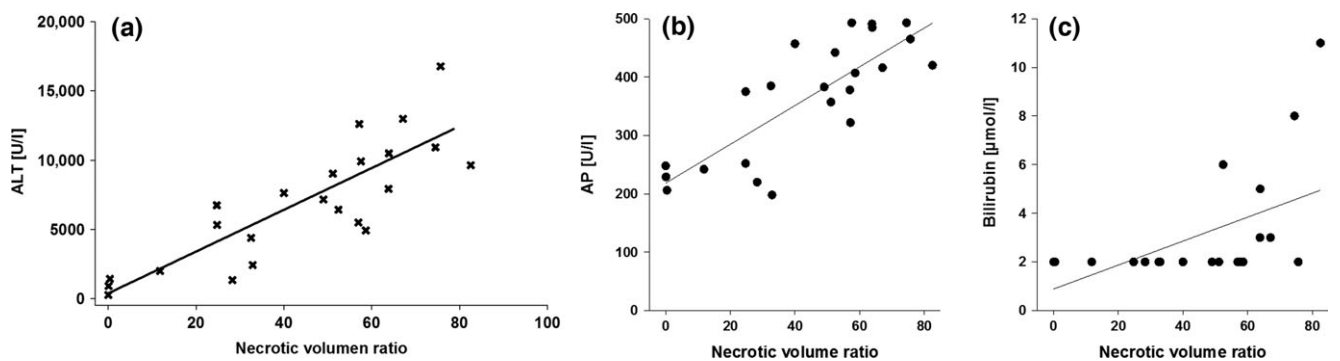 (a)
ALT [U/l]
20,000
15,000
10,000
5000
0
0 20 40 60 80 100
Necrotic volumen ratio
(b)
AP [U/l]
500
400
300
200
100
0
0 20 40 60 80
Necrotic volume ratio
(c)
Bilirubin [μmol/l]
12
10
8
6
4
2
0
0 20 40 60 80
Necrotic volume ratio